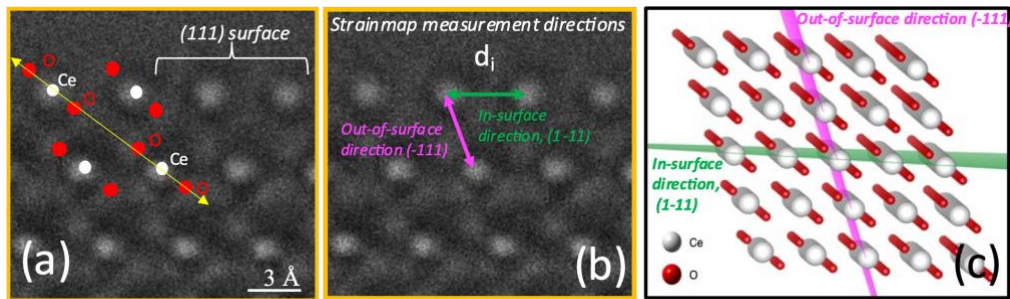 (111) surface
O
Ce
O
O
Ce
O
(a)
3 Å
Strainmap measurement directions
d_i
In-surface
direction, (1-11)
Out-of-surface
direction (-111)
(b)
Out-of-surface direction (-111)
In-surface
direction,
(1-11)
Ce
O
(c)